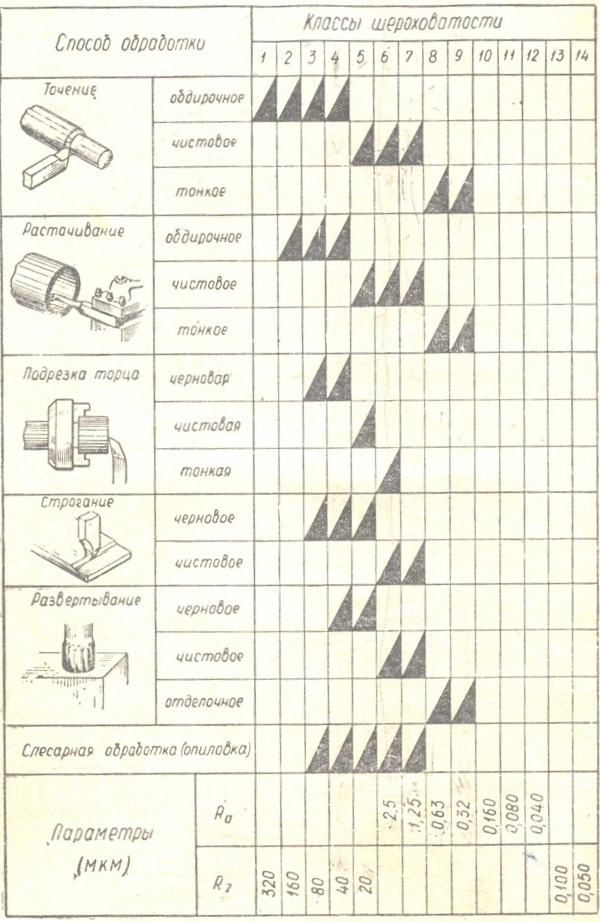 Способ обработки
Классы шероховатости
1 2 3 4 5 6 7 8 9 10 11 12 13 14
Точение
обдирочное
чистовое
тонкое
Растачивание
обдирочное
чистовое
тонкое
Подрезка торца
черновар
чистовая
тонкая
Строгание
черновое
чистовое
Развертывание
черновое
чистовое
отделочное
Слесарная обработка (опиловка)
Параметры
(мкм)
Ra
2,5 1,25 0,63 0,32 0,160 0,080 0,040
Rz
320 160 80 40 20 0,100 0,050